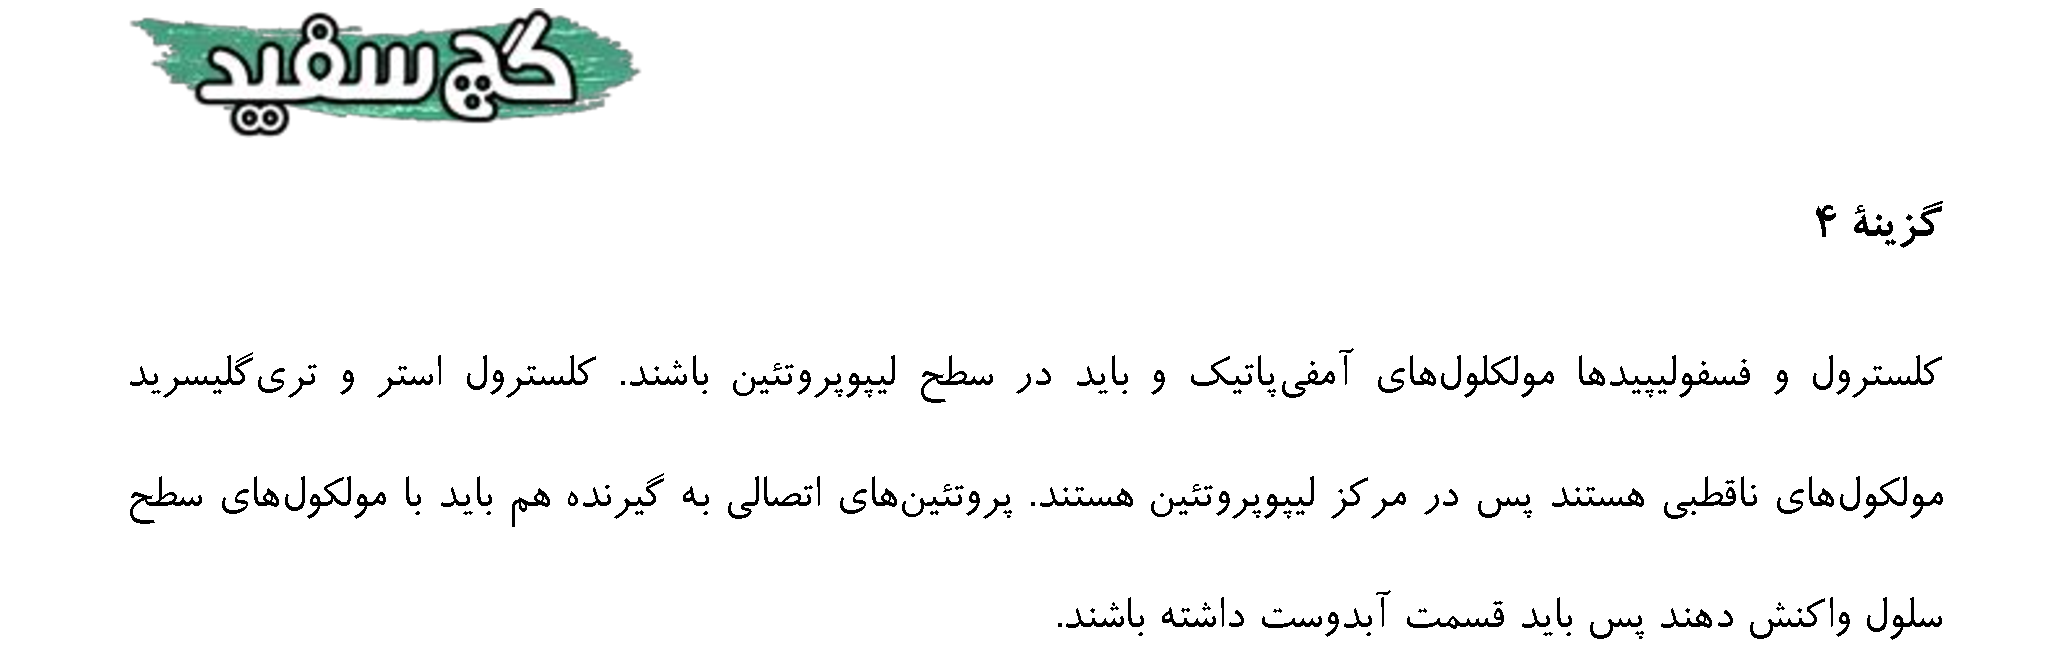 گچ سفید
گزینهٔ ۴
کلسترول و فسفولیپیدها مولکلول‌های آمفی‌پاتیک و باید در سطح لیپوپروتئین باشند. کلسترول استر و تری‌گلیسرید
مولکول‌های ناقطبی هستند پس در مرکز لیپوپروتئین هستند. پروتئین‌های اتصالی به گیرنده هم باید با مولکول‌های سطح
سلول واکنش دهند پس باید قسمت آبدوست داشته باشند.